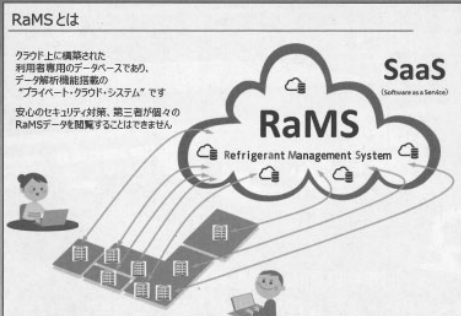 RaMSとは
クラウド上に構築された
利用者専用のデータベースであり、
データ解析機能搭載の
“プライベート・クラウド・システム” です
安心のセキュリティ対策、第三者が個々の
RaMSデータを閲覧することはできません
SaaS
(Software as a Service)
RaMS
Refrigerant Management System